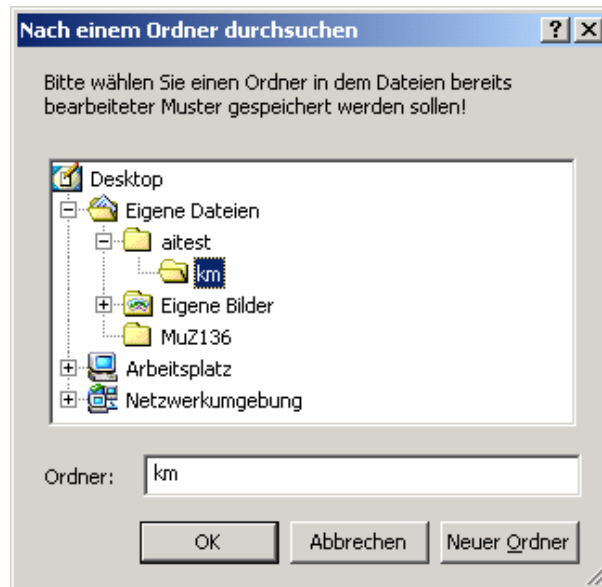 Nach einem Ordner durchsuchen
Bitte wählen Sie einen Ordner in dem Dateien bereits
bearbeiteter Muster gespeichert werden sollen!
Desktop
Eigene Dateien
aitest
km
Eigene Bilder
MuZ136
Arbeitsplatz
Netzwerkumgebung
Ordner: km
OK Abbrechen Neuer Ordner